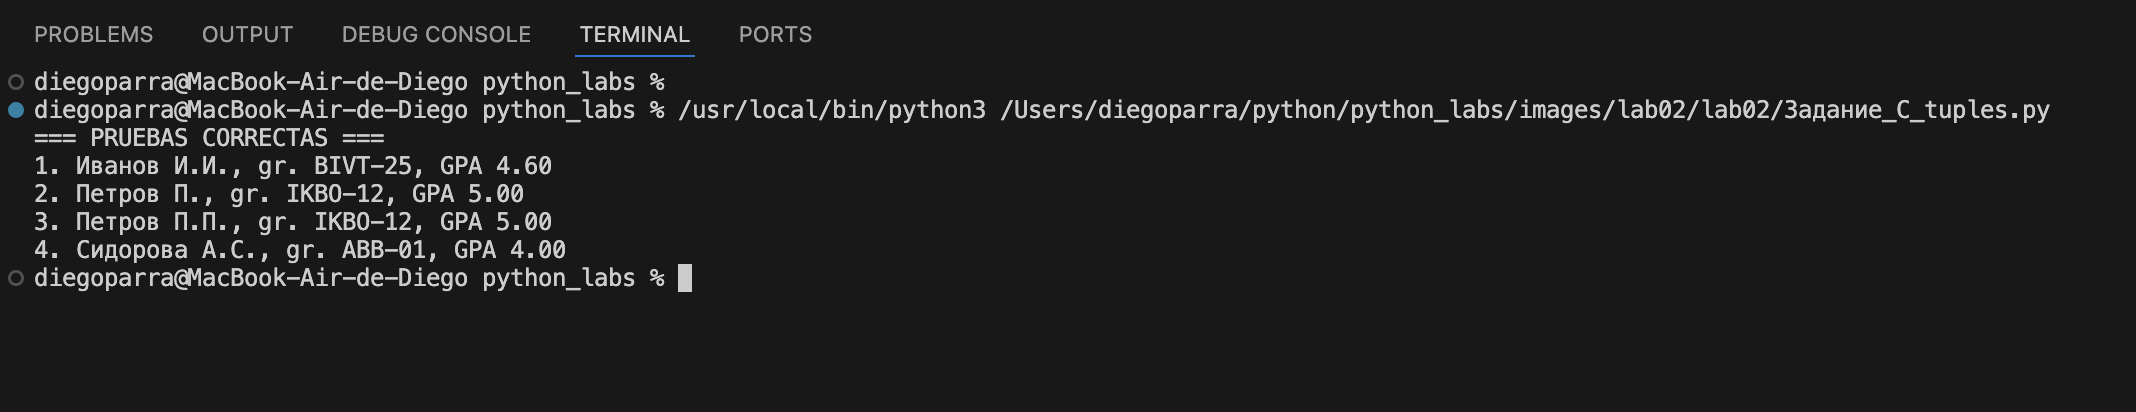 PROBLEMS OUTPUT DEBUG CONSOLE TERMINAL PORTS
diegoparra@MacBook-Air-de-Diego python_labs %
diegoparra@MacBook-Air-de-Diego python_labs % /usr/local/bin/python3 /Users/diegoparra/python/python_labs/images/lab02/lab02/Задание_C_tuples.py
=== PRUEBAS CORRECTAS ===
1. Иванов И.И., gr. BIVT-25, GPA 4.60
2. Петров П., gr. IKBO-12, GPA 5.00
3. Петров П.П., gr. IKBO-12, GPA 5.00
4. Сидорова А.С., gr. ABB-01, GPA 4.00
diegoparra@MacBook-Air-de-Diego python_labs %